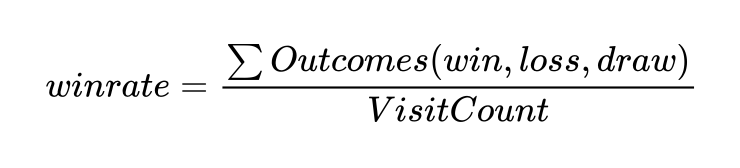 winrate = ∑ Outcomes(win, loss, draw) / VisitCount